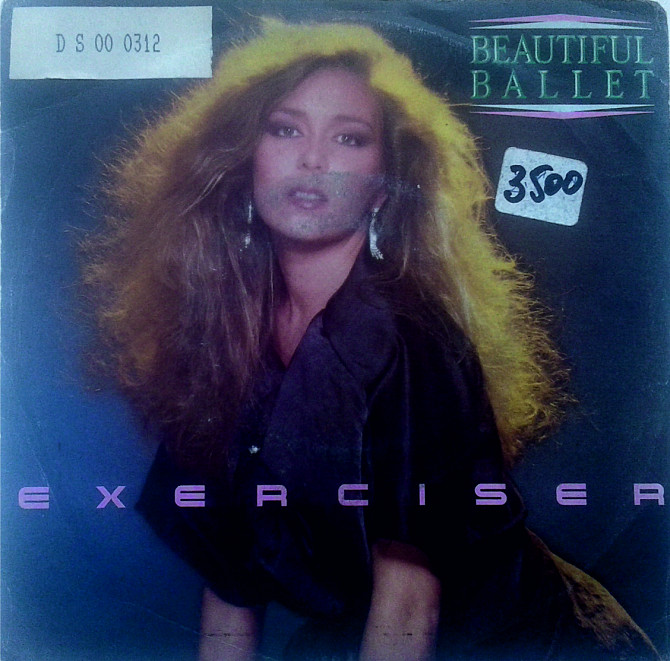 D S 00 0312
BEAUTIFUL
BALLET
3500
EXERCISER